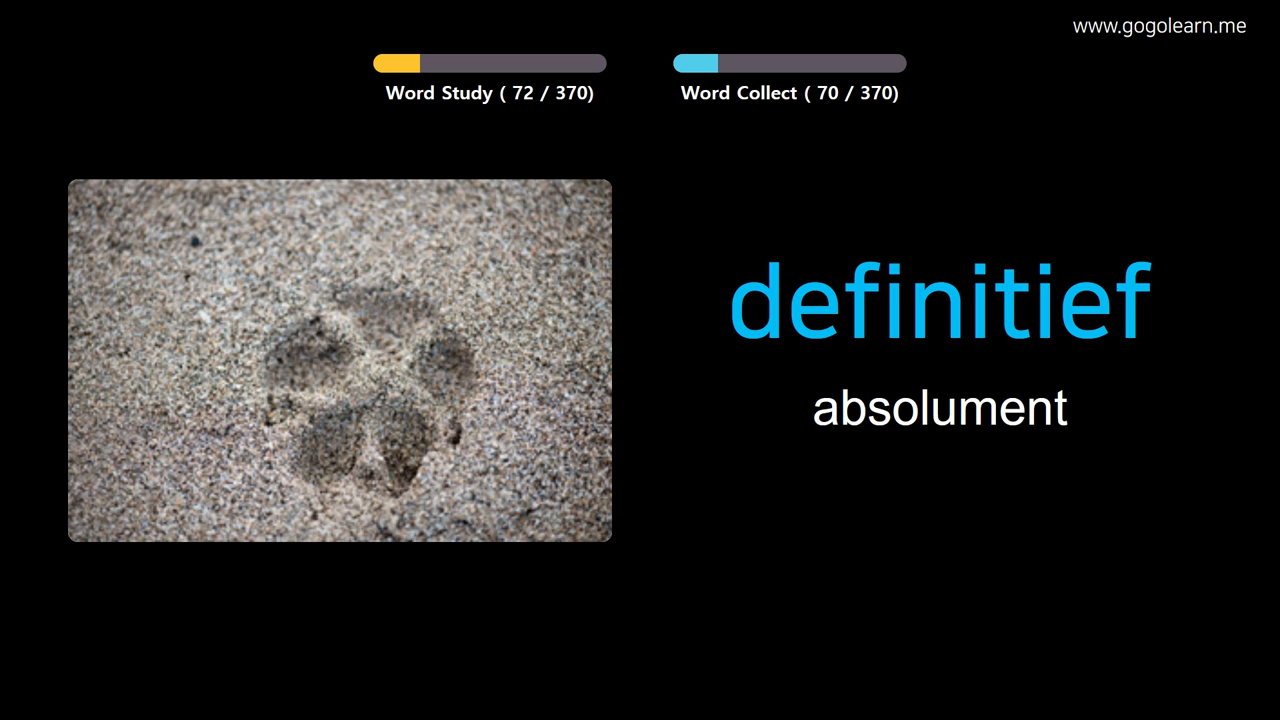 www.gogolearn.me
Word Study ( 72 / 370)
Word Collect ( 70 / 370)
definitief
absolument